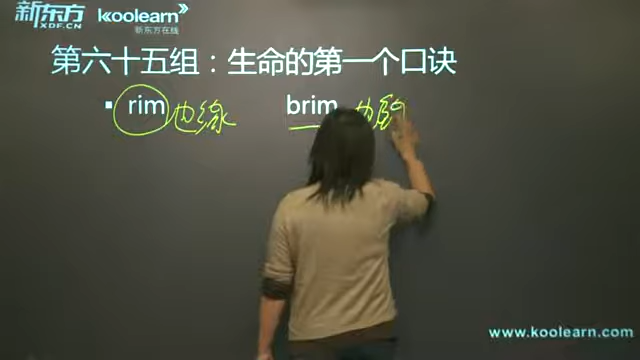 新东方 koolearn
XDF.CN 新东方在线
第六十五组：生命的第一个口诀
▪ rim 边缘 brim
www.koolearn.com